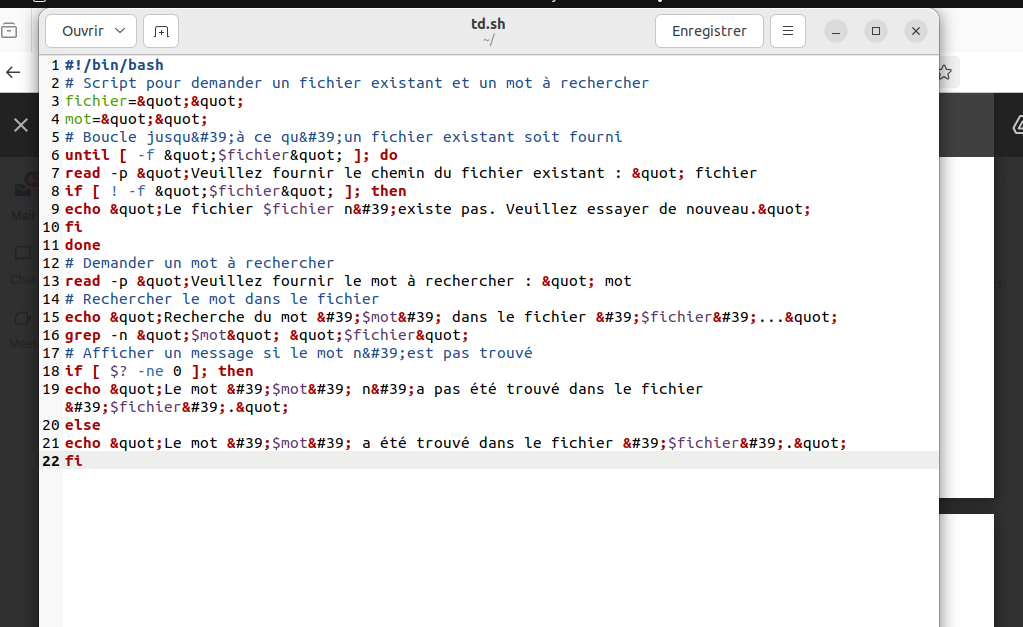 Ouvrir
td.sh
~/
Enregistrer
1 #!/bin/bash
2 # Script pour demander un fichier existant et un mot à rechercher
3 fichier=&quot;&quot;
4 mot=&quot;&quot;
5 # Boucle jusqu&#39;à ce qu&#39;un fichier existant soit fourni
6 until [ -f &quot;$fichier&quot; ]; do
7 read -p &quot;Veuillez fournir le chemin du fichier existant : &quot; fichier
8 if [ ! -f &quot;$fichier&quot; ]; then
9 echo &quot;Le fichier $fichier n&#39;existe pas. Veuillez essayer de nouveau.&quot;
10 fi
11 done
12 # Demander un mot à rechercher
13 read -p &quot;Veuillez fournir le mot à rechercher : &quot; mot
14 # Rechercher le mot dans le fichier
15 echo &quot;Recherche du mot &#39;$mot&#39; dans le fichier &#39;$fichier&#39;...&quot;
16 grep -n &quot;$mot&quot; &quot;$fichier&quot;
17 # Afficher un message si le mot n&#39;est pas trouvé
18 if [ $? -ne 0 ]; then
19 echo &quot;Le mot &#39;$mot&#39; n&#39;a pas été trouvé dans le fichier
&#39;$fichier&#39;.&quot;
20 else
21 echo &quot;Le mot &#39;$mot&#39; a été trouvé dans le fichier &#39;$fichier&#39;.&quot;
22 fi
Mail
Chat
Meet